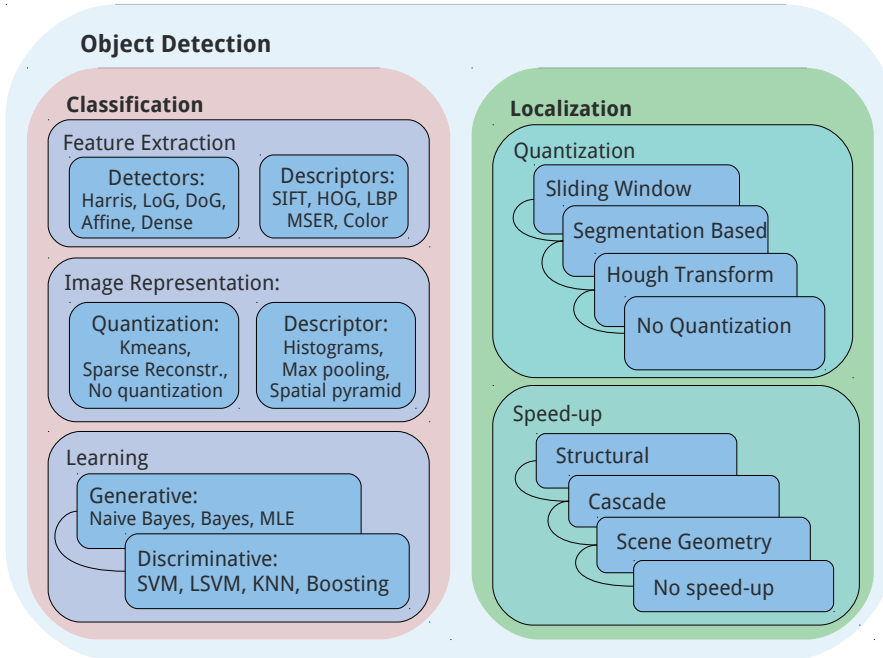 Object Detection
Classification
Feature Extraction
Detectors:
Harris, LoG, DoG,
Affine, Dense
Descriptors:
SIFT, HOG, LBP
MSER, Color
Image Representation:
Quantization:
Kmeans,
Sparse Reconstr.,
No quantization
Descriptor:
Histograms,
Max pooling,
Spatial pyramid
Learning
Generative:
Naive Bayes, Bayes, MLE
Discriminative:
SVM, LSVM, KNN, Boosting
Localization
Quantization
Sliding Window
Segmentation Based
Hough Transform
No Quantization
Speed-up
Structural
Cascade
Scene Geometry
No speed-up